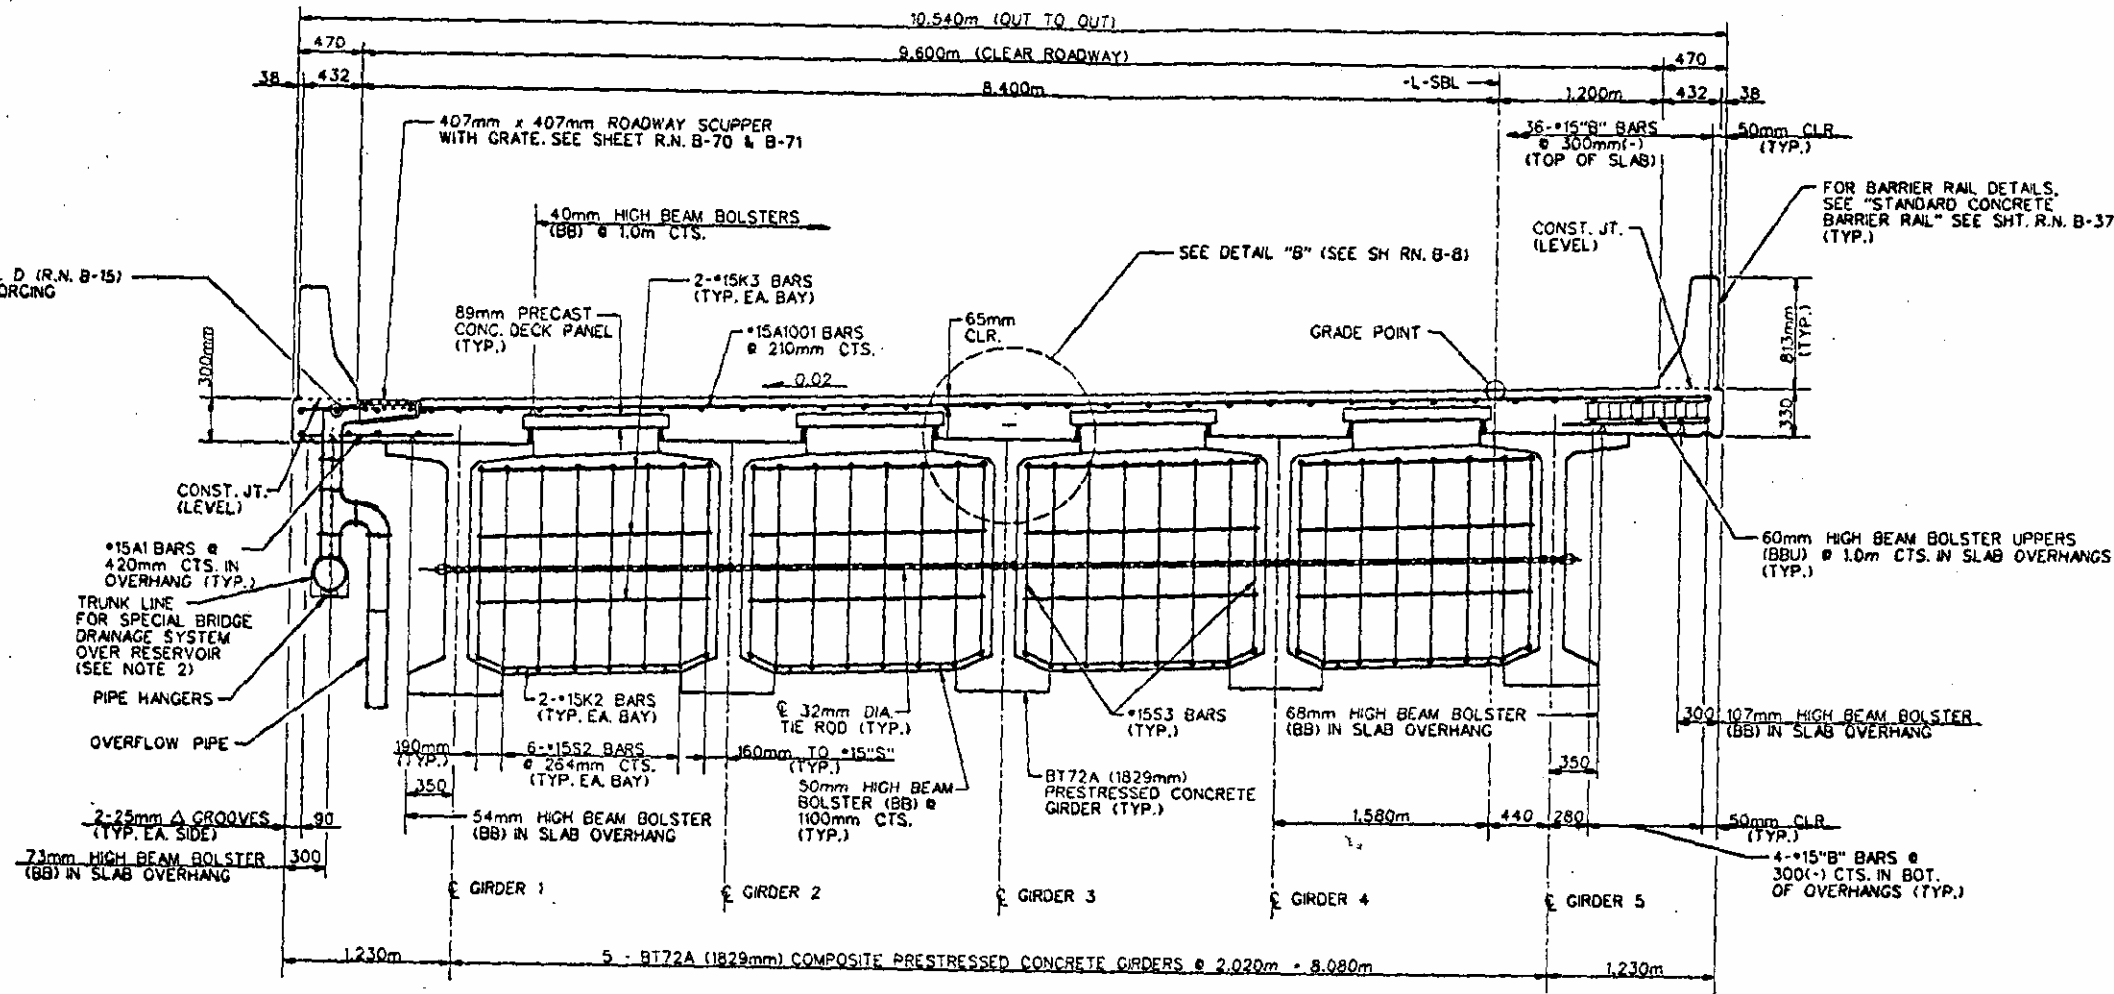 10.540m (OUT TO OUT)
470
9.600m (CLEAR ROADWAY)
470
38
432
8.400m
-L-SBL
1.200m
432
38
407mm x 407mm ROADWAY SCUPPER
WITH GRATE. SEE SHEET R.N. B-70 & B-71
36-#15"B" BARS
@ 300mm(-)
(TOP OF SLAB)
50mm CLR
(TYP.)
FOR BARRIER RAIL DETAILS.
SEE "STANDARD CONCRETE
BARRIER RAIL" SEE SHT. R.N. B-37
(TYP.)
40mm HIGH BEAM BOLSTERS
(BB) @ 1.0m CTS.
CONST. JT.
(LEVEL)
SEE DETAIL "B" (SEE SH RN. B-8)
D (R.N. B-15)
ORCING
2-#15K3 BARS
(TYP. EA. BAY)
89mm PRECAST
CONC. DECK PANEL
(TYP.)
#15A1001 BARS
@ 210mm CTS.
65mm
CLR.
GRADE POINT
813mm
(TYP.)
300mm
0.02
330
CONST. JT.
(LEVEL)
#15A1 BARS @
420mm CTS. IN
OVERHANG (TYP.)
TRUNK LINE
FOR SPECIAL BRIDGE
DRAINAGE SYSTEM
OVER RESERVOIR
(SEE NOTE 2)
PIPE HANGERS
OVERFLOW PIPE
60mm HIGH BEAM BOLSTER UPPERS
(BBU) @ 1.0m CTS. IN SLAB OVERHANGS
(TYP.)
2-#15K2 BARS
(TYP. EA. BAY)
℄ 32mm DIA.
TIE ROD (TYP.)
#15S3 BARS
(TYP.)
68mm HIGH BEAM BOLSTER
(BB) IN SLAB OVERHANG
300
107mm HIGH BEAM BOLSTER
(BB) IN SLAB OVERHANG
190mm
(TYP.)
6-#15S2 BARS
@ 264mm CTS.
(TYP. EA. BAY)
160mm TO #15"S"
(TYP.)
350
350
50mm HIGH BEAM
BOLSTER (BB) @
1100mm CTS.
(TYP.)
BT72A (1829mm)
PRESTRESSED CONCRETE
GIRDER (TYP.)
2-25mm Δ GROOVES
(TYP. EA. SIDE)
90
54mm HIGH BEAM BOLSTER
(BB) IN SLAB OVERHANG
1.580m
440
280
50mm CLR
(TYP.)
73mm HIGH BEAM BOLSTER
(BB) IN SLAB OVERHANG
300
4-#15"B" BARS @
300(-) CTS. IN BOT.
OF OVERHANGS (TYP.)
℄ GIRDER 1
℄ GIRDER 2
℄ GIRDER 3
℄ GIRDER 4
℄ GIRDER 5
1.230m
5 - BT72A (1829mm) COMPOSITE PRESTRESSED CONCRETE GIRDERS @ 2.020m = 8.080m
1.230m